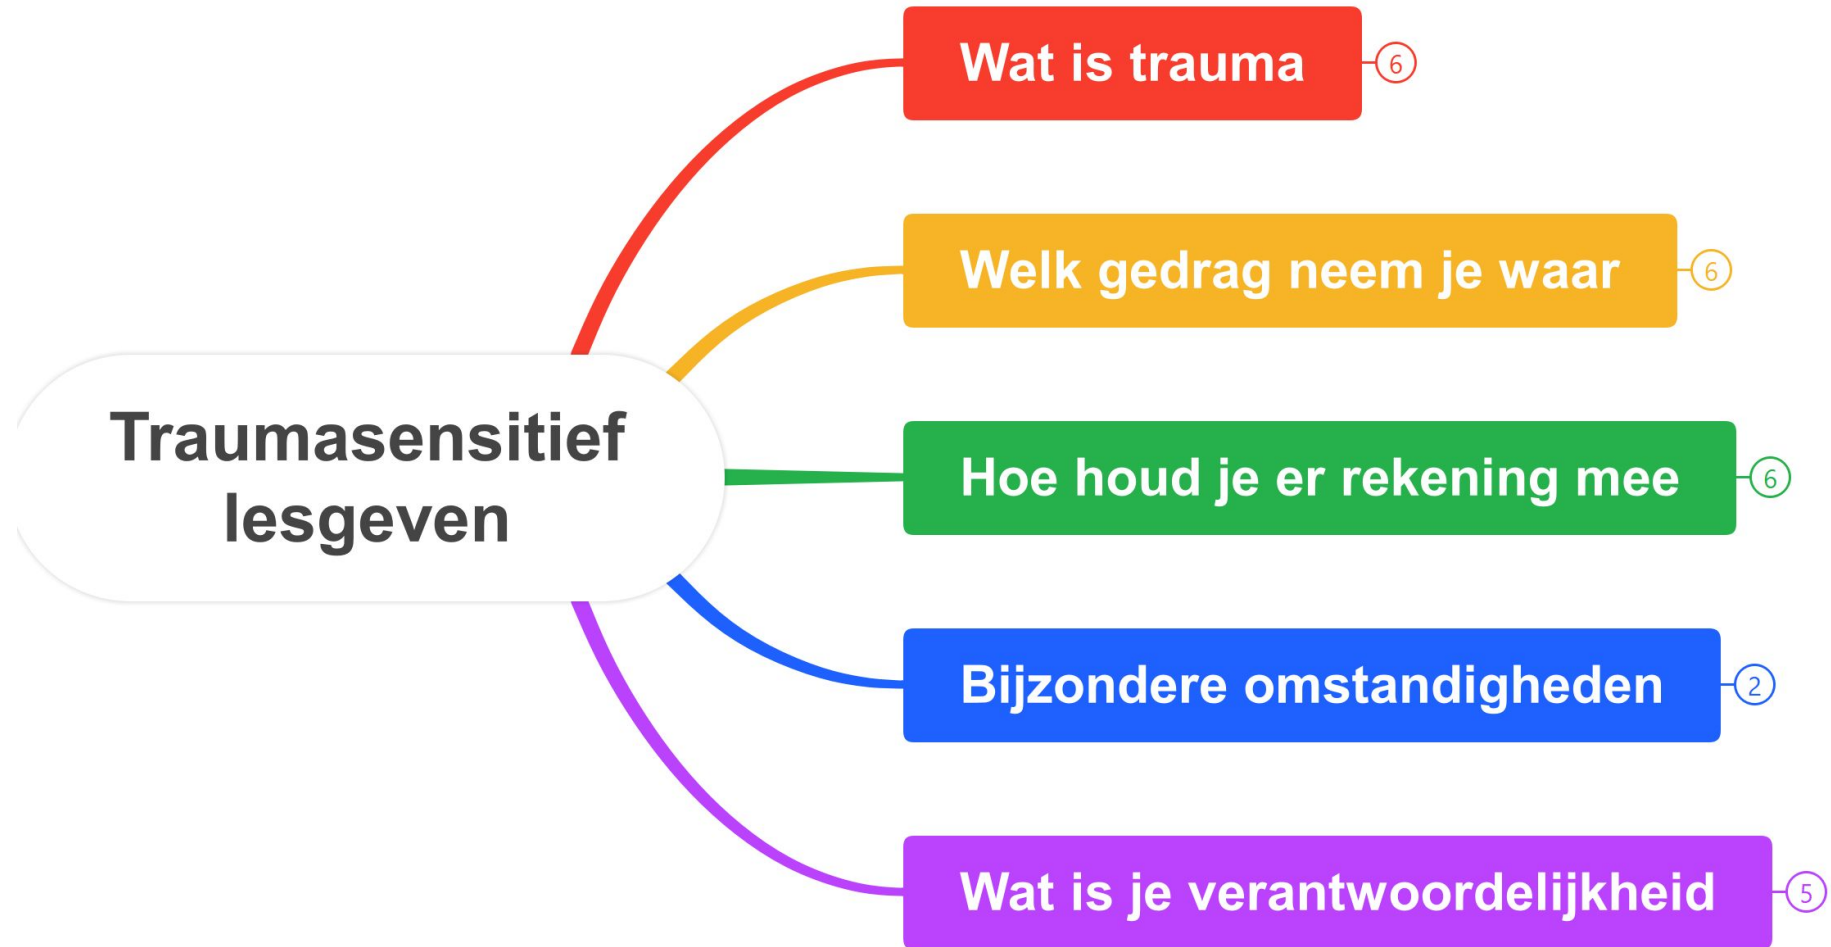 Wat is trauma 6
Welk gedrag neem je waar 6
Traumasensitief
lesgeven
Hoe houd je er rekening mee 6
Bijzondere omstandigheden 2
Wat is je verantwoordelijkheid 5